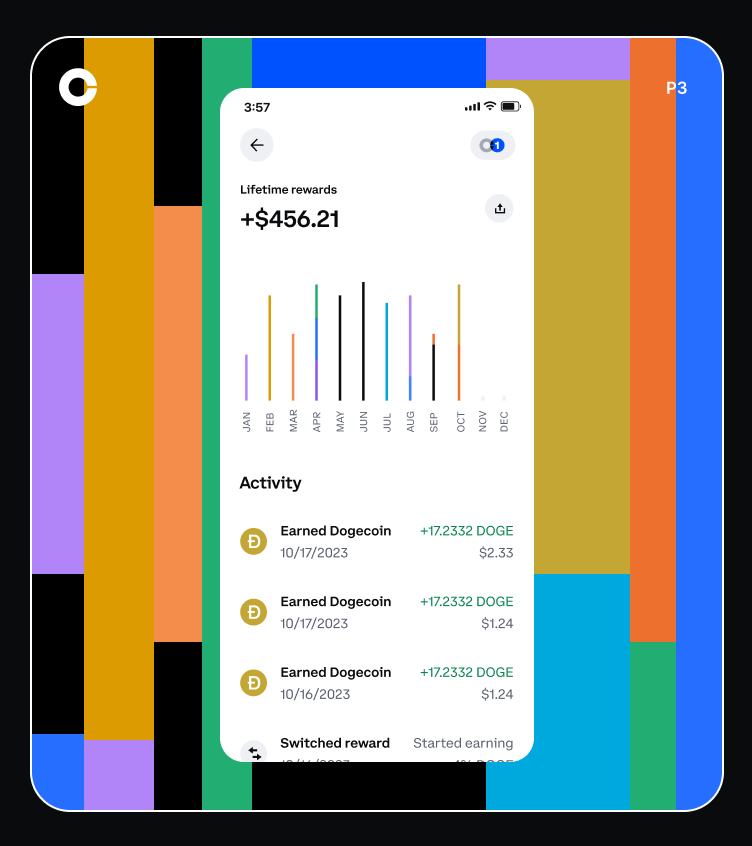 P3
3:57
1
Lifetime rewards
+$456.21
JAN FEB MAR APR MAY JUN JUL AUG SEP OCT NOV DEC
Activity
Earned Dogecoin +17.2332 DOGE
10/17/2023 $2.33
Earned Dogecoin +17.2332 DOGE
10/17/2023 $1.24
Earned Dogecoin +17.2332 DOGE
10/16/2023 $1.24
Switched reward Started earning